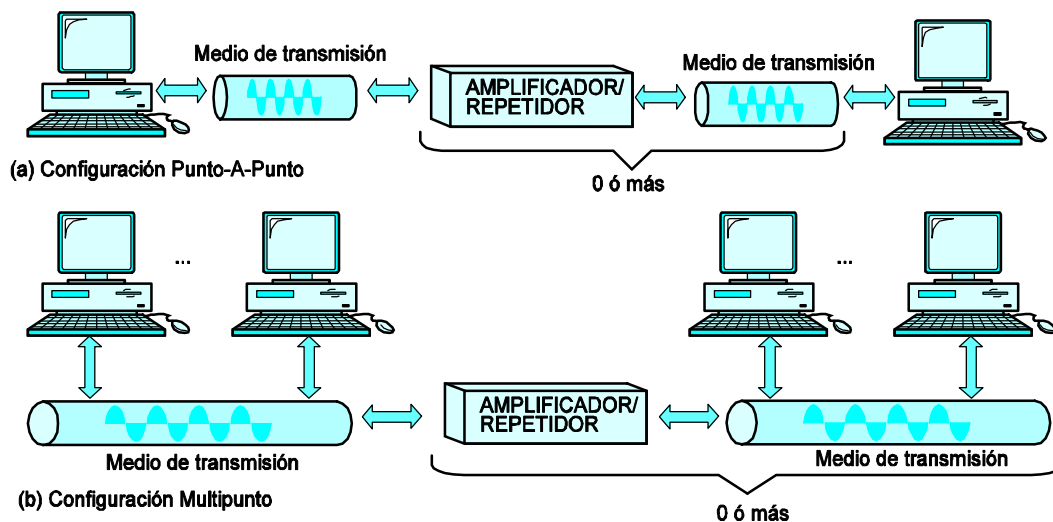 Medio de transmisión
AMPLIFICADOR/
REPETIDOR
Medio de transmisión
(a) Configuración Punto-A-Punto
0 ó más
...
...
AMPLIFICADOR/
REPETIDOR
Medio de transmisión
Medio de transmisión
(b) Configuración Multipunto
0 ó más